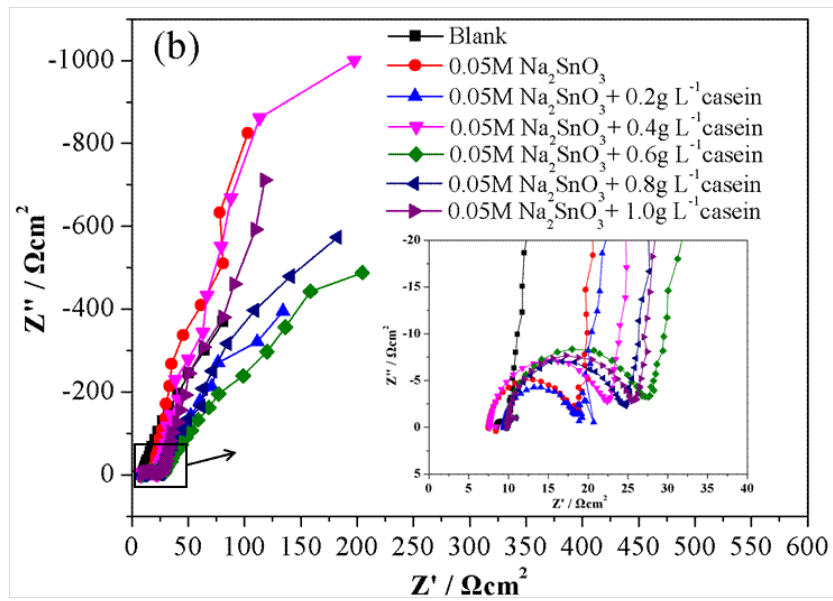 (b)
Blank
0.05M Na₂SnO₃
0.05M Na₂SnO₃+ 0.2g L⁻¹casein
0.05M Na₂SnO₃+ 0.4g L⁻¹casein
0.05M Na₂SnO₃+ 0.6g L⁻¹casein
0.05M Na₂SnO₃+ 0.8g L⁻¹casein
0.05M Na₂SnO₃+ 1.0g L⁻¹casein
Z'' / Ωcm²
-1000
-800
-600
-400
-200
0
0 50 100 150 200 250 300 350 400 450 500 550 600
Z' / Ωcm²
Z'' / Ωcm²
-20
-15
-10
-5
0
0 5 10 15 20 25 30 35 40
Z' / Ωcm²